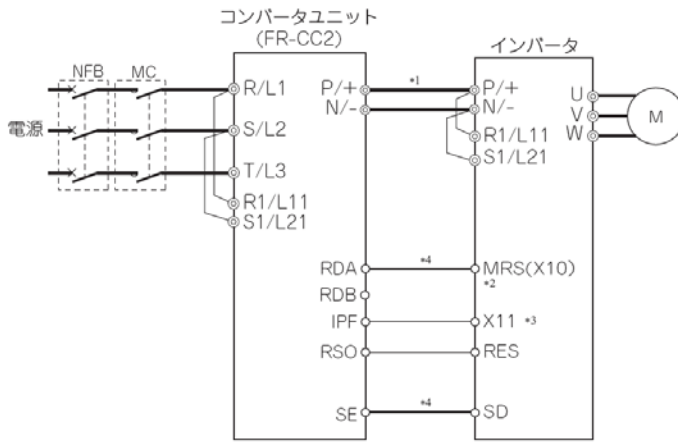 コンバータユニット
(FR-CC2)
インバータ
NFB
MC
R/L1
P/+
*1
P/+
U
N/-
N/-
V
M
電源
S/L2
R1/L11
W
S1/L21
T/L3
R1/L11
S1/L21
RDA
*4
MRS(X10)
*2
RDB
IPF
X11 *3
RSO
RES
SE
*4
SD